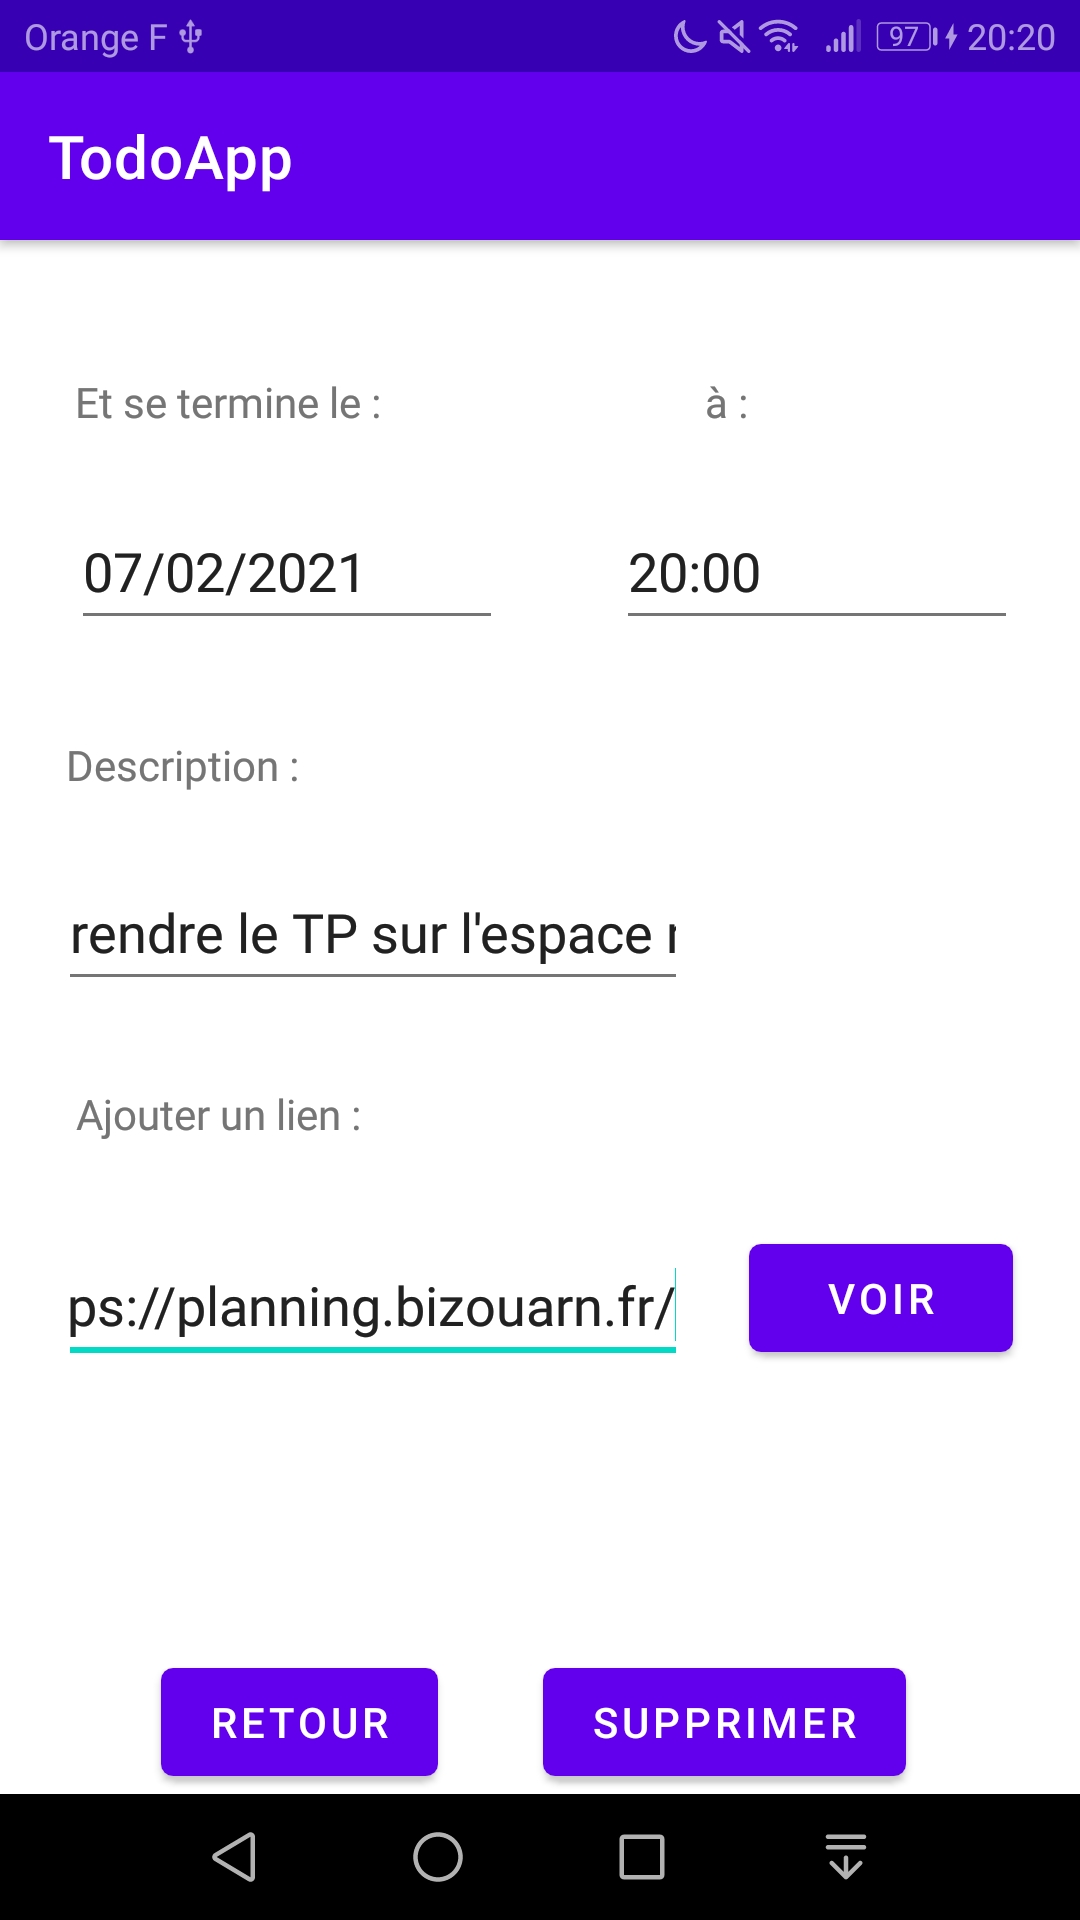 Orange F 97 20:20
TodoApp
Et se termine le : à :
07/02/2021 20:00
Description :
rendre le TP sur l'espace
Ajouter un lien :
ps://planning.bizouarn.fr/ VOIR
RETOUR SUPPRIMER